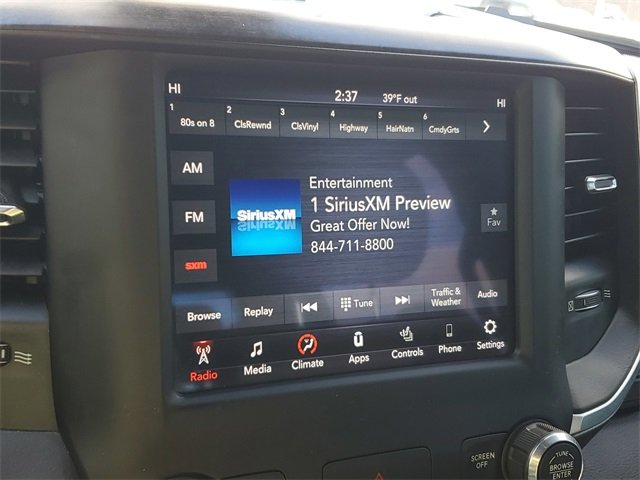 HI 2:37 39°F out HI
1 80s on 8 2 ClsRewnd 3 ClsVinyl 4 Highway 5 HairNatn 6 CmdyGrts
AM
FM
sxm
SiriusXM
Entertainment
1 SiriusXM Preview
Great Offer Now!
844-711-8800
Fav
Browse Replay Tune Traffic & Weather Audio
Radio Media Climate Apps Controls Phone Settings
SCREEN OFF
TUNE
BROWSE
ENTER